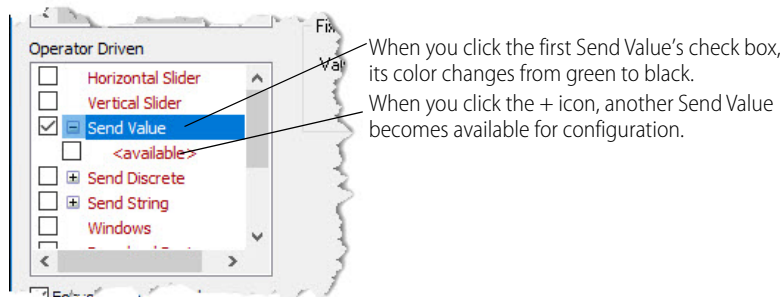 Fix
Operator Driven
Val
Horizontal Slider
Vertical Slider
Send Value
<available>
Send Discrete
Send String
Windows
When you click the first Send Value’s check box,
its color changes from green to black.
When you click the + icon, another Send Value
becomes available for configuration.